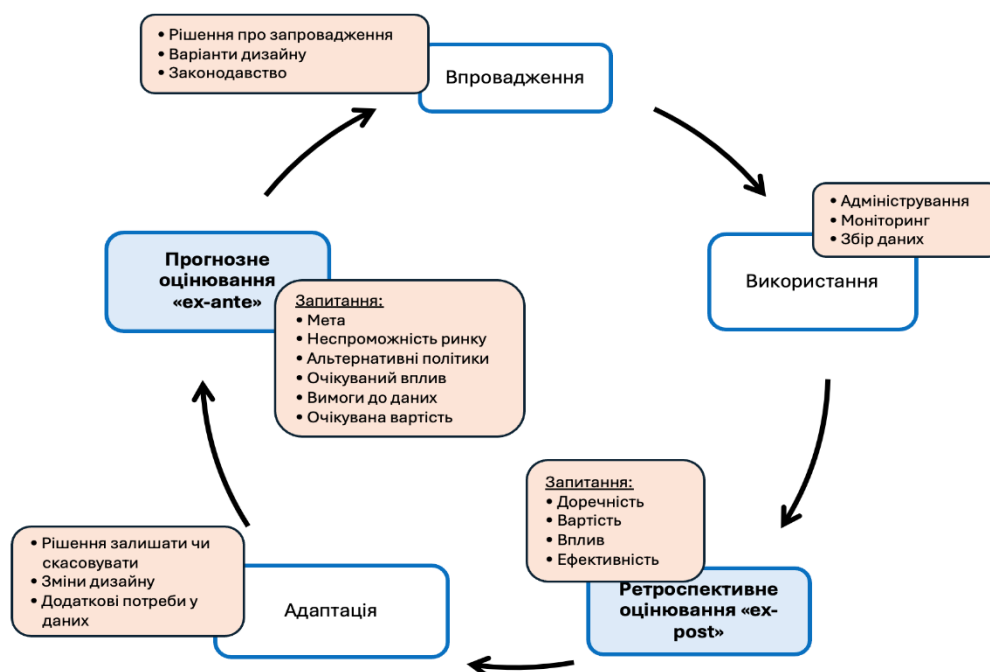 • Рішення про запровадження
• Варіанти дизайну
• Законодавство
Впровадження
• Адміністрування
• Моніторинг
• Збір даних
Використання
Прогнозне
оцінювання
«ex-ante»
Запитання:
• Мета
• Неспроможність ринку
• Альтернативні політики
• Очікуваний вплив
• Вимоги до даних
• Очікувана вартість
Запитання:
• Доречність
• Вартість
• Вплив
• Ефективність
Ретроспективне
оцінювання «ex-
post»
• Рішення залишати чи
скасовувати
• Зміни дизайну
• Додаткові потреби у
даних
Адаптація